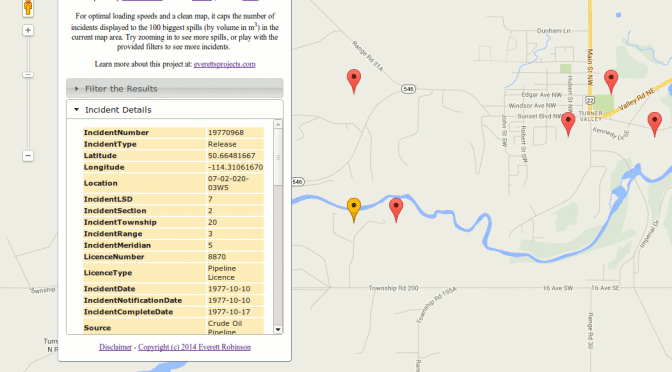 For optimal loading speeds and a clean map, it caps the number of
incidents displayed to the 100 biggest spills (by volume in m³) in the
current map area. Try zooming in to see more spills, or play with the
provided filters to see more incidents.
Learn more about this project at: everettsprojects.com
Filter the Results
Incident Details
IncidentNumber 19770968
IncidentType Release
Latitude 50.66481667
Longitude -114.31061670
Location 07-02-020-
03W5
IncidentLSD 7
IncidentSection 2
IncidentTownship 20
IncidentRange 3
IncidentMeridian 5
LicenceNumber 8870
LicenceType Pipeline
Licence
IncidentDate 1977-10-10
IncidentNotificationDate 1977-10-10
IncidentCompleteDate 1977-10-17
Source Crude Oil
Pipeline
Disclaimer - Copyright (c) 2014 Everett Robinson
Range Rd 31A
546
546
Dunham Ln
Sunset Blvd NW
Windsor Ave NW
Edgar Ave NW
John St SW
Robert St SW
Hubert St NW
Main St NW
22
TURNER
VALLEY
Valley Rd NE
Kennedy Dr SE
Imperial Dr
Township Rd 200
Township Rd 195A
16 Ave SW
16 Ave SE
Range Rd 30
Township